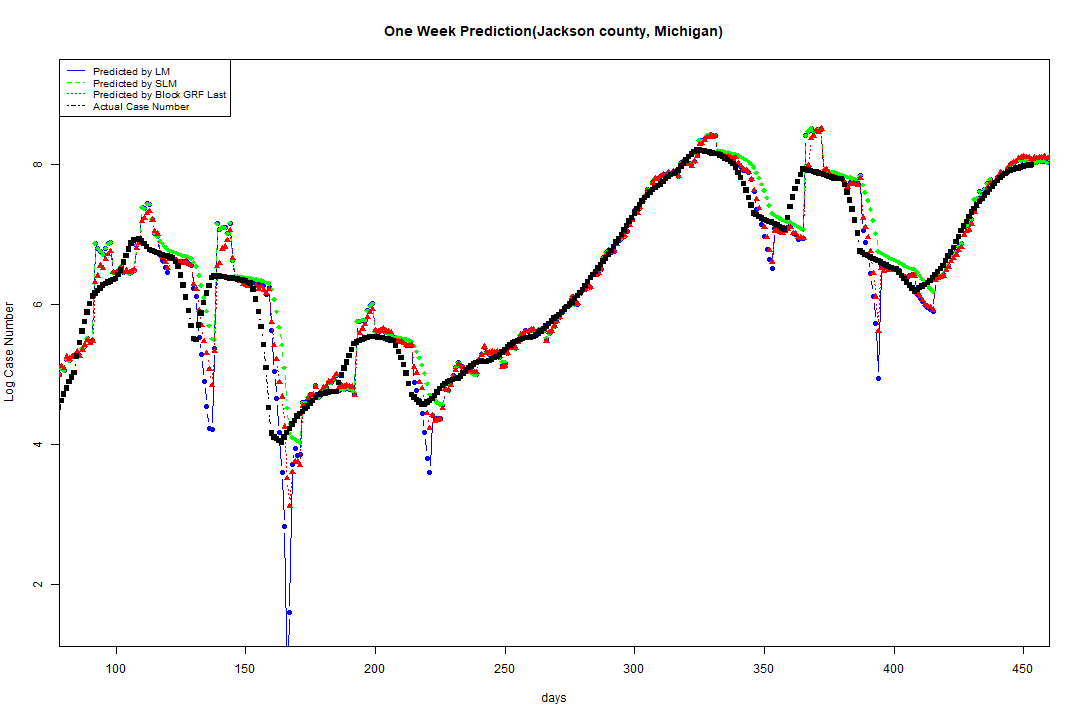 One Week Prediction(Jackson county, Michigan)
Predicted by LM
Predicted by SLM
Predicted by Block GRF Last
Actual Case Number
8
6
4
2
Log Case Number
100 150 200 250 300 350 400 450
days